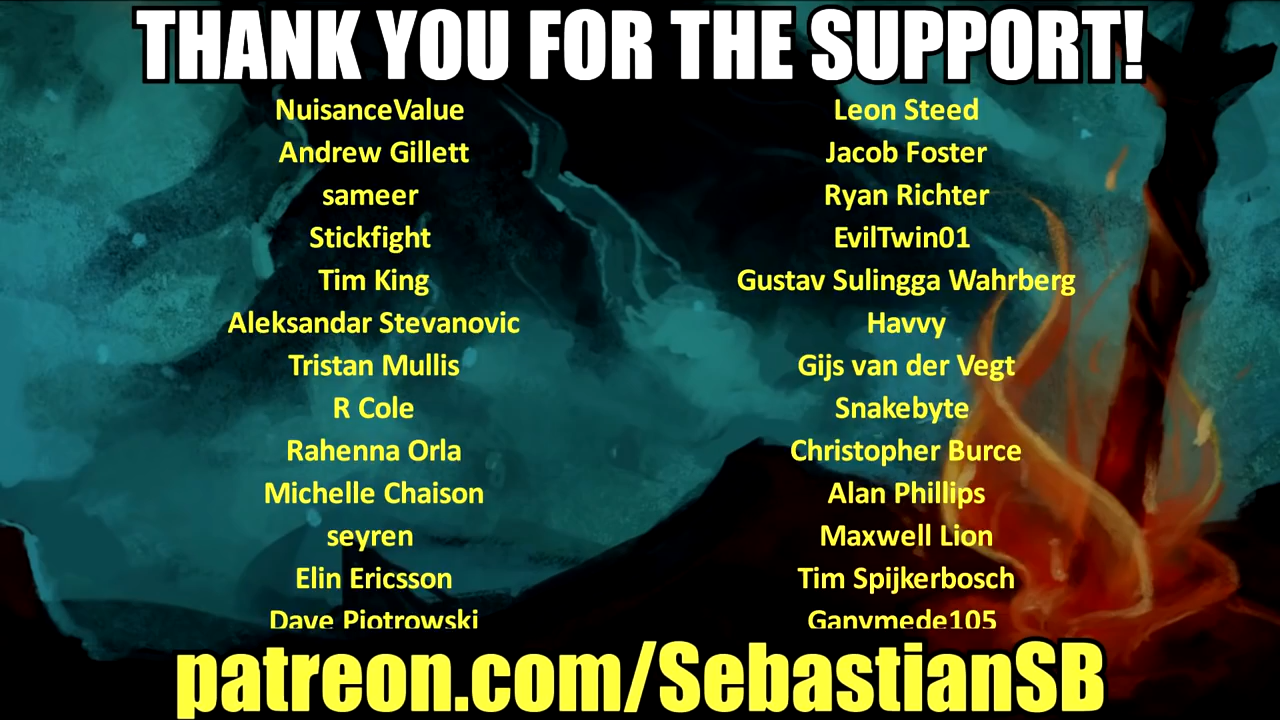 THANK YOU FOR THE SUPPORT!
NuisanceValue
Andrew Gillett
sameer
Stickfight
Tim King
Aleksandar Stevanovic
Tristan Mullis
R Cole
Rahenna Orla
Michelle Chaison
seyren
Elin Ericsson
Dave Piotrowski
Leon Steed
Jacob Foster
Ryan Richter
EvilTwin01
Gustav Sulingga Wahrberg
Havvy
Gijs van der Vegt
Snakebyte
Christopher Burce
Alan Phillips
Maxwell Lion
Tim Spijkerbosch
Ganymede105
patreon.com/SebastianSB